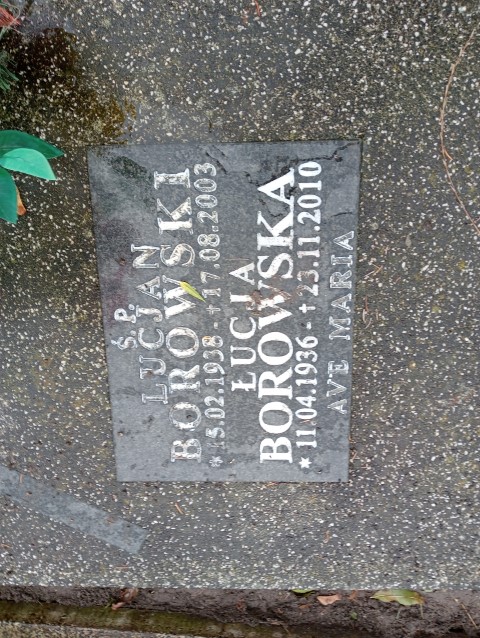 Ś.P.
LUCJAN
BOROWSKI
* 15.02.1938 - † 17.08.2003
ŁUCJA
BOROWSKA
* 11.04.1936 - † 23.11.2010
AVE MARIA